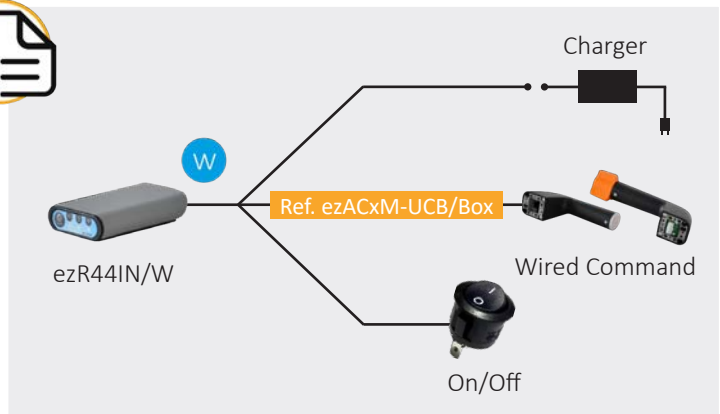 Charger
W
Ref. ezACxM-UCB/Box
ezR44IN/W
Wired Command
On/Off